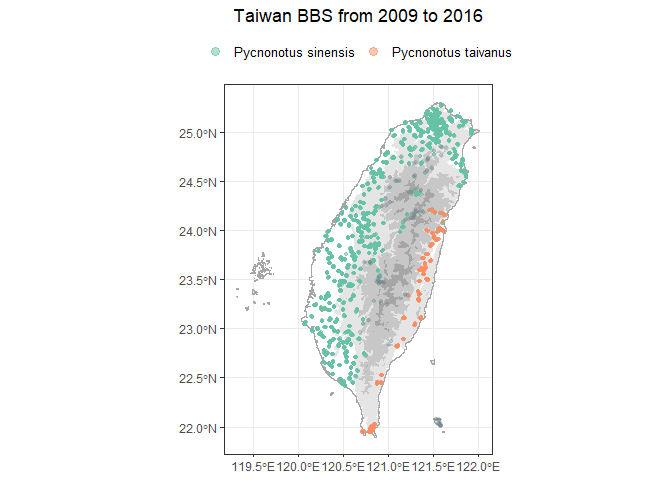 Taiwan BBS from 2009 to 2016
Pycnonotus sinensis Pycnonotus taivanus
25.0°N
24.5°N
24.0°N
23.5°N
23.0°N
22.5°N
22.0°N
119.5°E 120.0°E 120.5°E 121.0°E 121.5°E 122.0°E